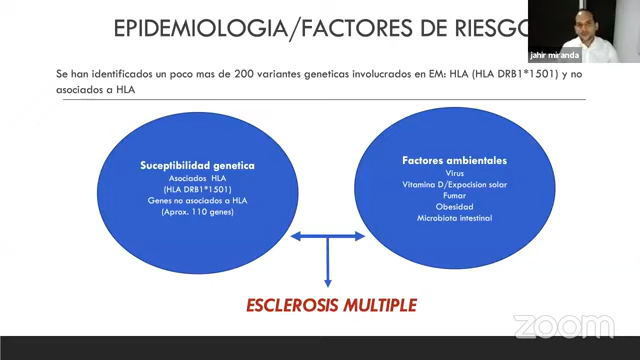 EPIDEMIOLOGIA/FACTORES DE RIESGO
jahir miranda
Se han identificados un poco mas de 200 variantes geneticas involucrados en EM: HLA (HLA DRB1*1501) y no
asociados a HLA
Suceptibilidad genetica
Asociados HLA
(HLA DRB1*1501)
Genes no asociados a HLA
(Aprox. 110 genes)
Factores ambientales
Virus
Vitamina D/Expocision solar
Fumar
Obesidad
Microbiota intestinal
ESCLEROSIS MULTIPLE
zoom